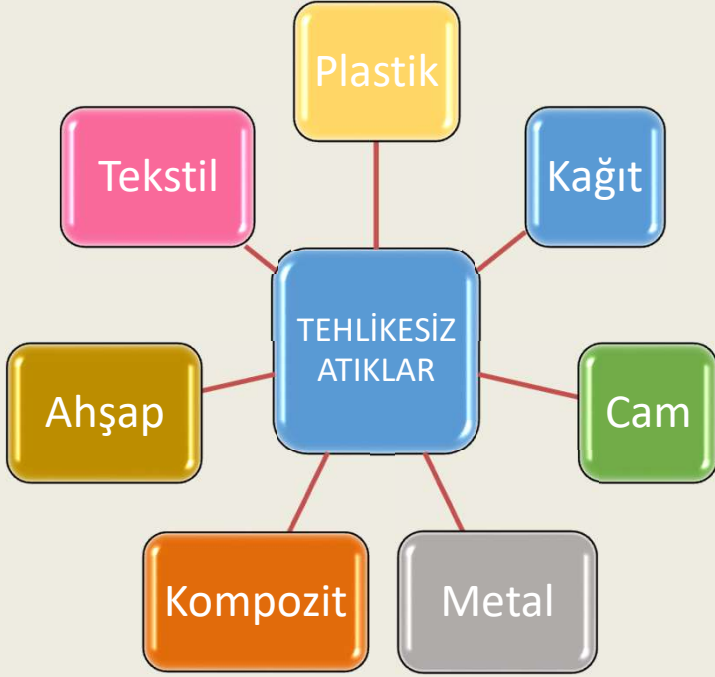 Plastik
Tekstil
Kağıt
TEHLİKESİZ
ATIKLAR
Ahşap
Cam
Kompozit
Metal